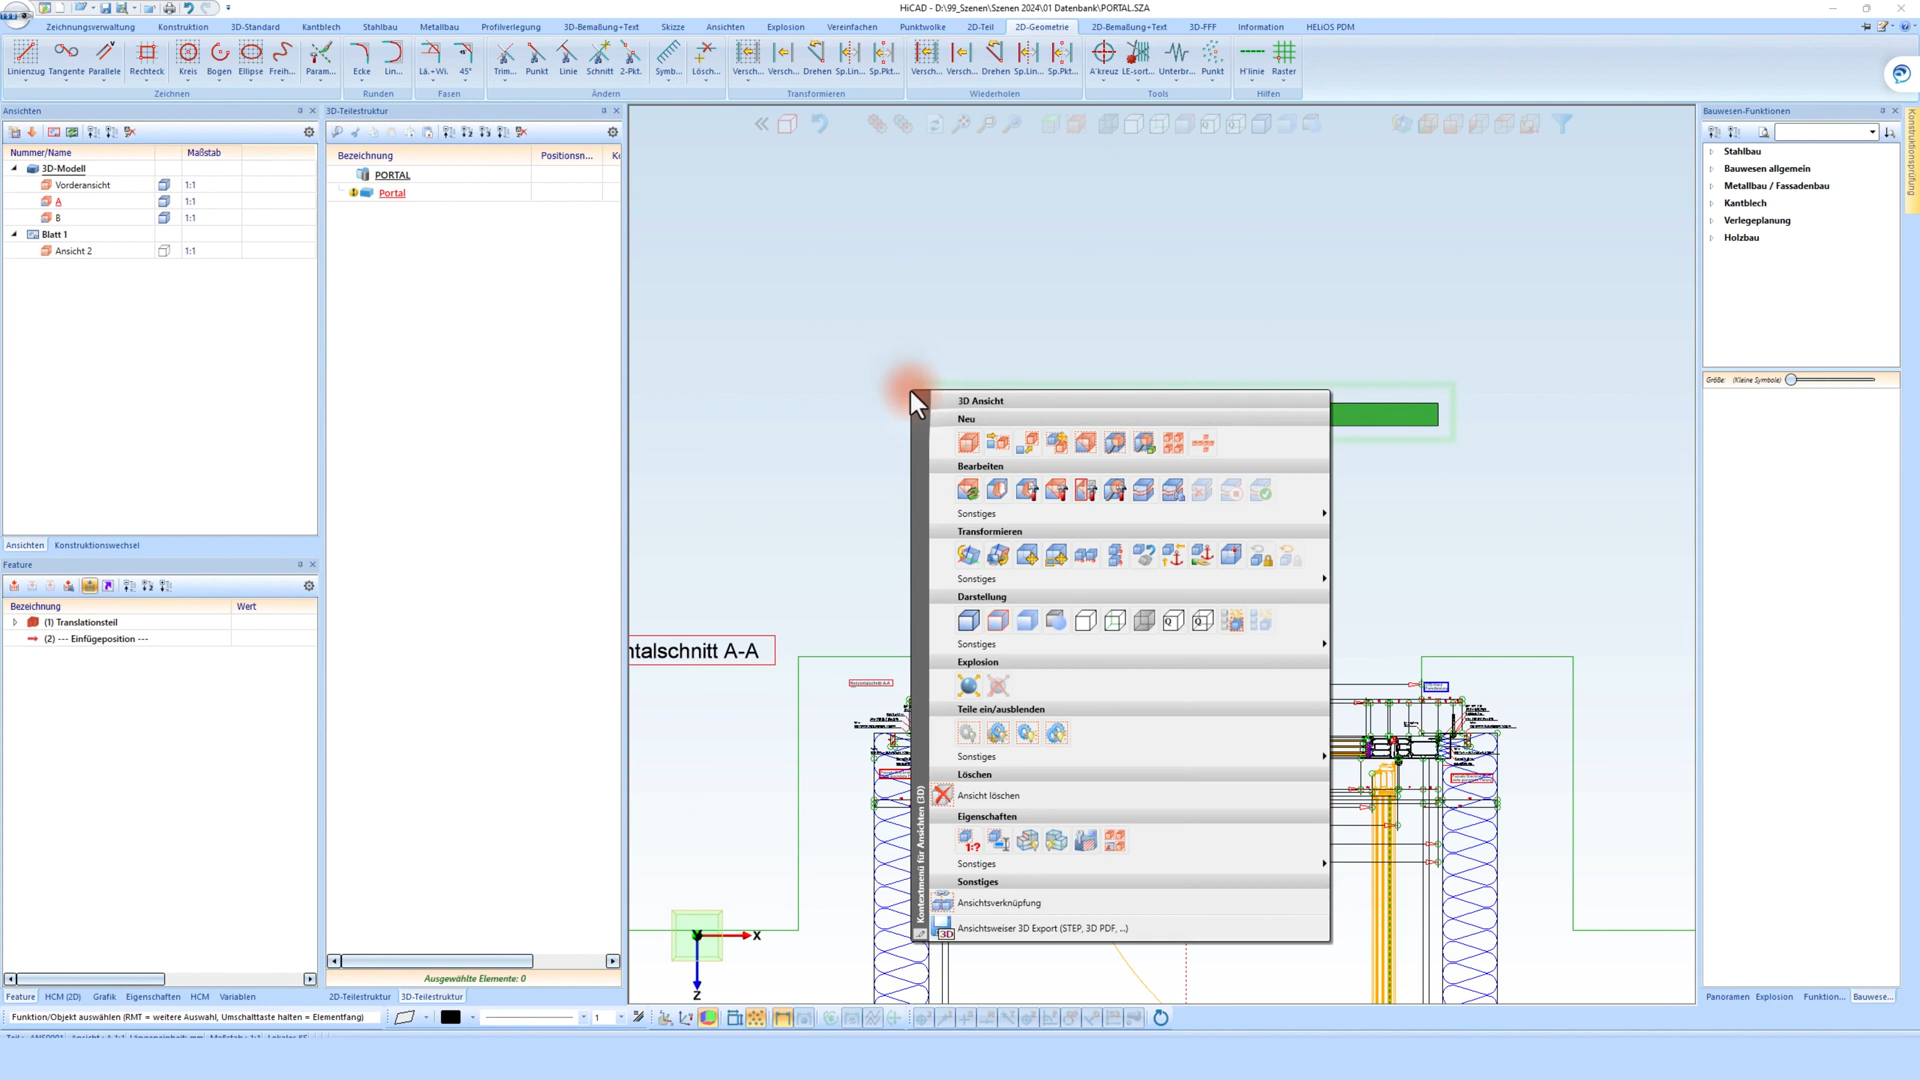 HiCAD - D:\99_Szenen\Szenen 2024\01 Datenbank\PORTAL.SZA
Zeichnungsverwaltung Konstruktion 3D-Standard Kantblech Stahlbau Metallbau Profilverlegung 3D-Bemaßung+Text Skizze Ansichten Explosion Vereinfachen Punktwolke 2D-Teil 2D-Geometrie 2D-Bemaßung+Text 3D-FFF Information HELiOS PDM
Linienzug Tangente Parallele Rechteck Kreis Bogen Ellipse Freih... Param... Ecke Lin... Lä.+Wi. 45° Trim... Punkt Linie Schnitt 2-Pkt. Symb... Lösch... Versch... Versch... Drehen Sp.Lin... Sp.Pkt... Versch... Versch... Drehen Sp.Lin... Sp.Pkt... A'kreuz LE-sort... Unterbr... Punkt H'linie Raster
Zeichnen Runden Fasen Ändern Transformieren Wiederholen Tools Hilfen
Ansichten
Nummer/Name Maßstab
3D-Modell
Vorderansicht 1:1
A 1:1
B 1:1
Blatt 1
Ansicht 2 1:1
Ansichten Konstruktionswechsel
Feature
Bezeichnung Wert
(1) Translationsteil
(2) --- Einfügeposition ---
Feature HCM (2D) Grafik Eigenschaften HCM Variablen
3D-Teilestruktur
Bezeichnung Positionsn... Ko
PORTAL
Portal
Ausgewählte Elemente: 0
2D-Teilestruktur 3D-Teilestruktur
ntalschnitt A-A
X
Y
Z
3D Ansicht
Neu
Bearbeiten
Sonstiges
Transformieren
Sonstiges
Darstellung
Sonstiges
Explosion
Teile ein/ausblenden
Sonstiges
Löschen
Ansicht löschen
Eigenschaften
Sonstiges
Sonstiges
Ansichtsverknüpfung
Ansichtsweiser 3D Export (STEP, 3D PDF, ...)
Kontextmenü für Ansichten (3D)
Bauwesen-Funktionen
Stahlbau
Bauwesen allgemein
Metallbau / Fassadenbau
Kantblech
Verlegeplanung
Holzbau
Größe: (Kleine Symbole)
Panoramen Explosion Funktion... Bauwese...
Konstruktionsprüfung
Funktion/Objekt auswählen (RMT = weitere Auswahl, Umschalttaste halten = Elementfang) 1